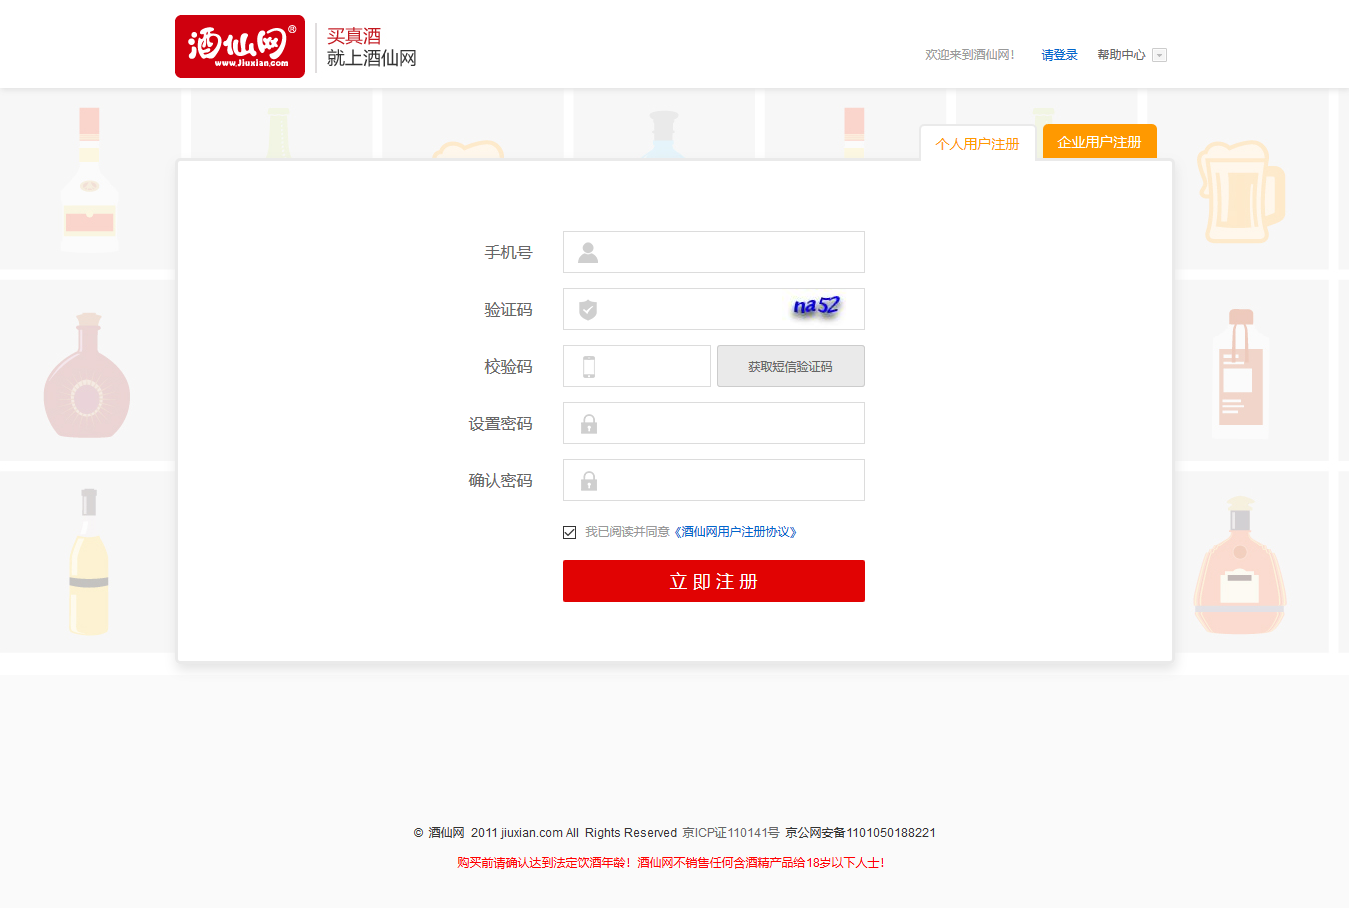 酒仙网®
www.Jiuxian.com
买真酒
就上酒仙网
欢迎来到酒仙网！ 请登录 帮助中心
个人用户注册 企业用户注册
手机号
验证码 na52
校验码 获取短信验证码
设置密码
确认密码
我已阅读并同意《酒仙网用户注册协议》
立即注册
© 酒仙网 2011 jiuxian.com All Rights Reserved 京ICP证110141号 京公网安备1101050188221
购买前请确认达到法定饮酒年龄！酒仙网不销售任何含酒精产品给18岁以下人士！